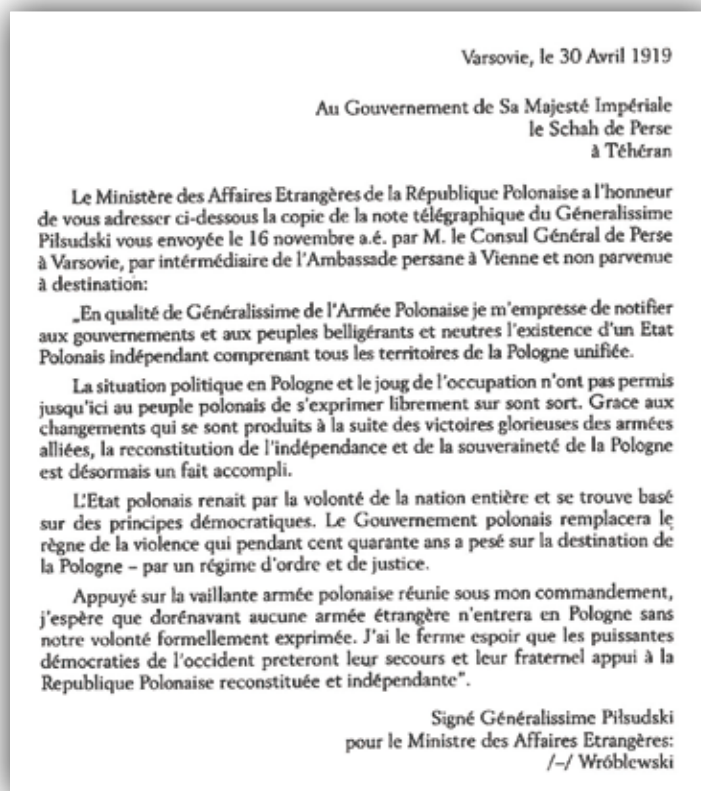 Varsovie, le 30 Avril 1919
Au Gouvernement de Sa Majesté Impériale
le Schah de Perse
à Téhéran
Le Ministère des Affaires Etrangères de la République Polonaise a l'honneur
de vous adresser ci-dessous la copie de la note télégraphique du Géneralissime
Piłsudski vous envoyée le 16 novembre a.é. par M. le Consul Général de Perse
à Varsovie, par intérmédiaire de l'Ambassade persane à Vienne et non parvenue
à destination:
„En qualité de Généralissime de l'Armée Polonaise je m'empresse de notifier
aux gouvernements et aux peuples belligérants et neutres l'existence d'un Etat
Polonais indépendant comprenant tous les territoires de la Pologne unifiée.
La situation politique en Pologne et le joug de l'occupation n'ont pas permis
jusqu'ici au peuple polonais de s'exprimer librement sur sont sort. Grace aux
changements qui se sont produits à la suite des victoires glorieuses des armées
alliées, la reconstitution de l'indépendance et de la souveraineté de la Pologne
est désormais un fait accompli.
L'Etat polonais renait par la volonté de la nation entière et se trouve basé
sur des principes démocratiques. Le Gouvernement polonais remplacera le
règne de la violence qui pendant cent quarante ans a pesé sur la destination de
la Pologne – par un régime d'ordre et de justice.
Appuyé sur la vaillante armée polonaise réunie sous mon commandement,
j'espère que dorénavant aucune armée étrangère n'entrera en Pologne sans
notre volonté formellement exprimée. J'ai le ferme espoir que les puissantes
démocraties de l'occident preteront leur secours et leur fraternel appui à la
Republique Polonaise reconstituée et indépendante".
Signé Généralissime Piłsudski
pour le Ministre des Affaires Etrangères:
/–/ Wróblewski